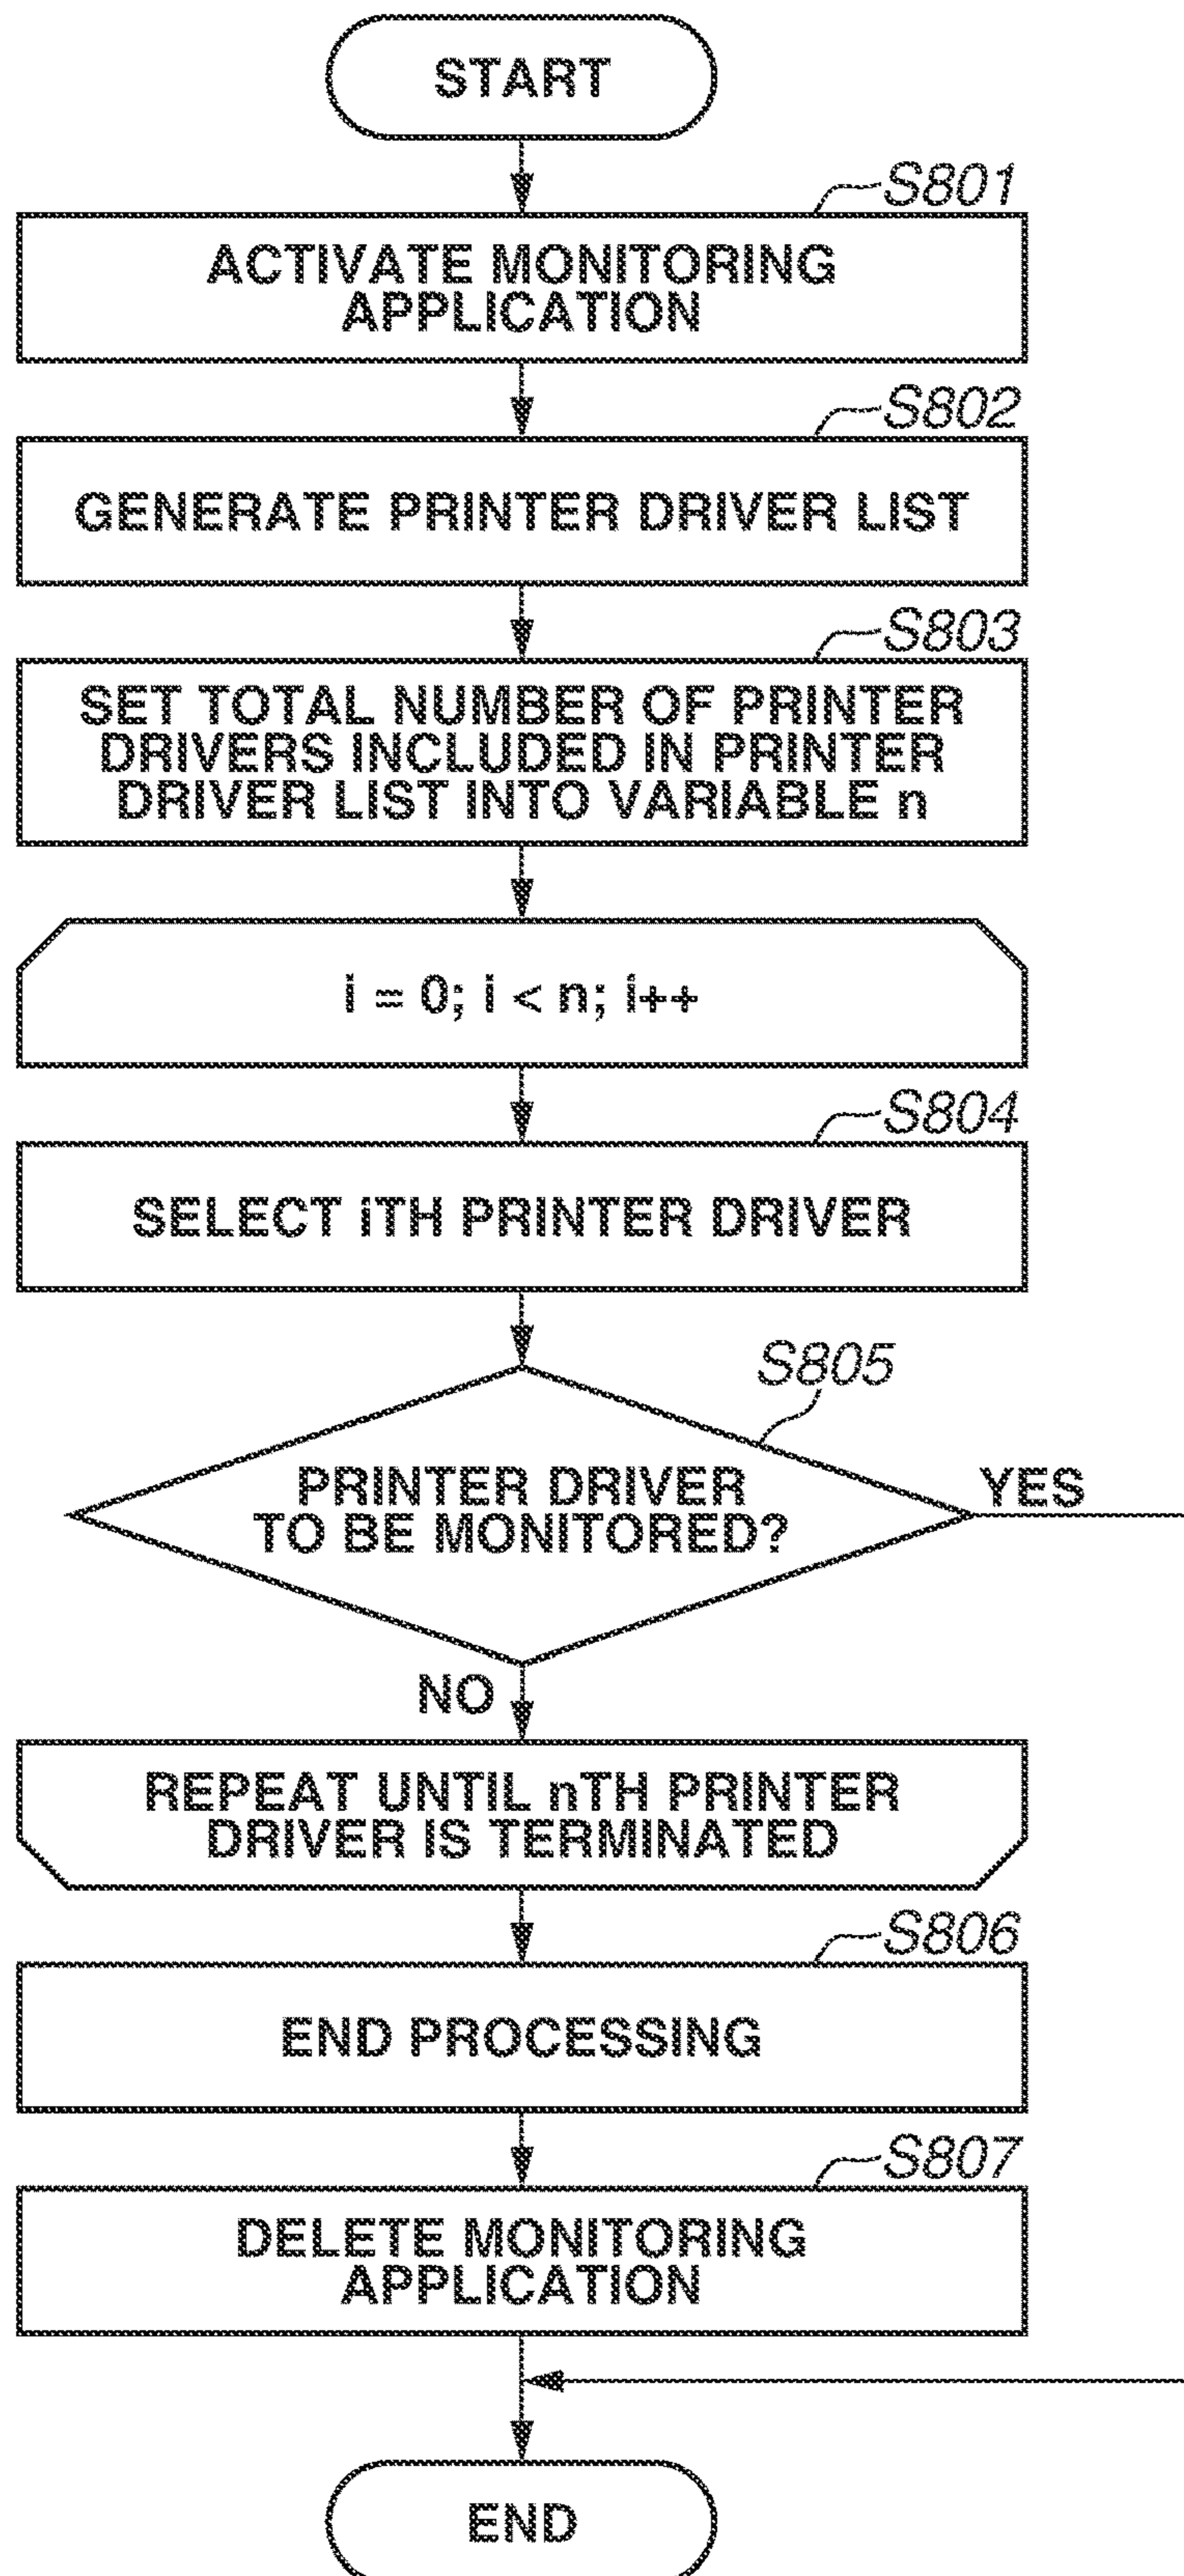 START
S801
ACTIVATE MONITORING
APPLICATION
S802
GENERATE PRINTER DRIVER LIST
S803
SET TOTAL NUMBER OF PRINTER
DRIVERS INCLUDED IN PRINTER
DRIVER LIST INTO VARIABLE n
i = 0; i < n; i++
S804
SELECT iTH PRINTER DRIVER
S805
PRINTER DRIVER
TO BE MONITORED?
YES
NO
REPEAT UNTIL nTH PRINTER
DRIVER IS TERMINATED
S806
END PROCESSING
S807
DELETE MONITORING
APPLICATION
END